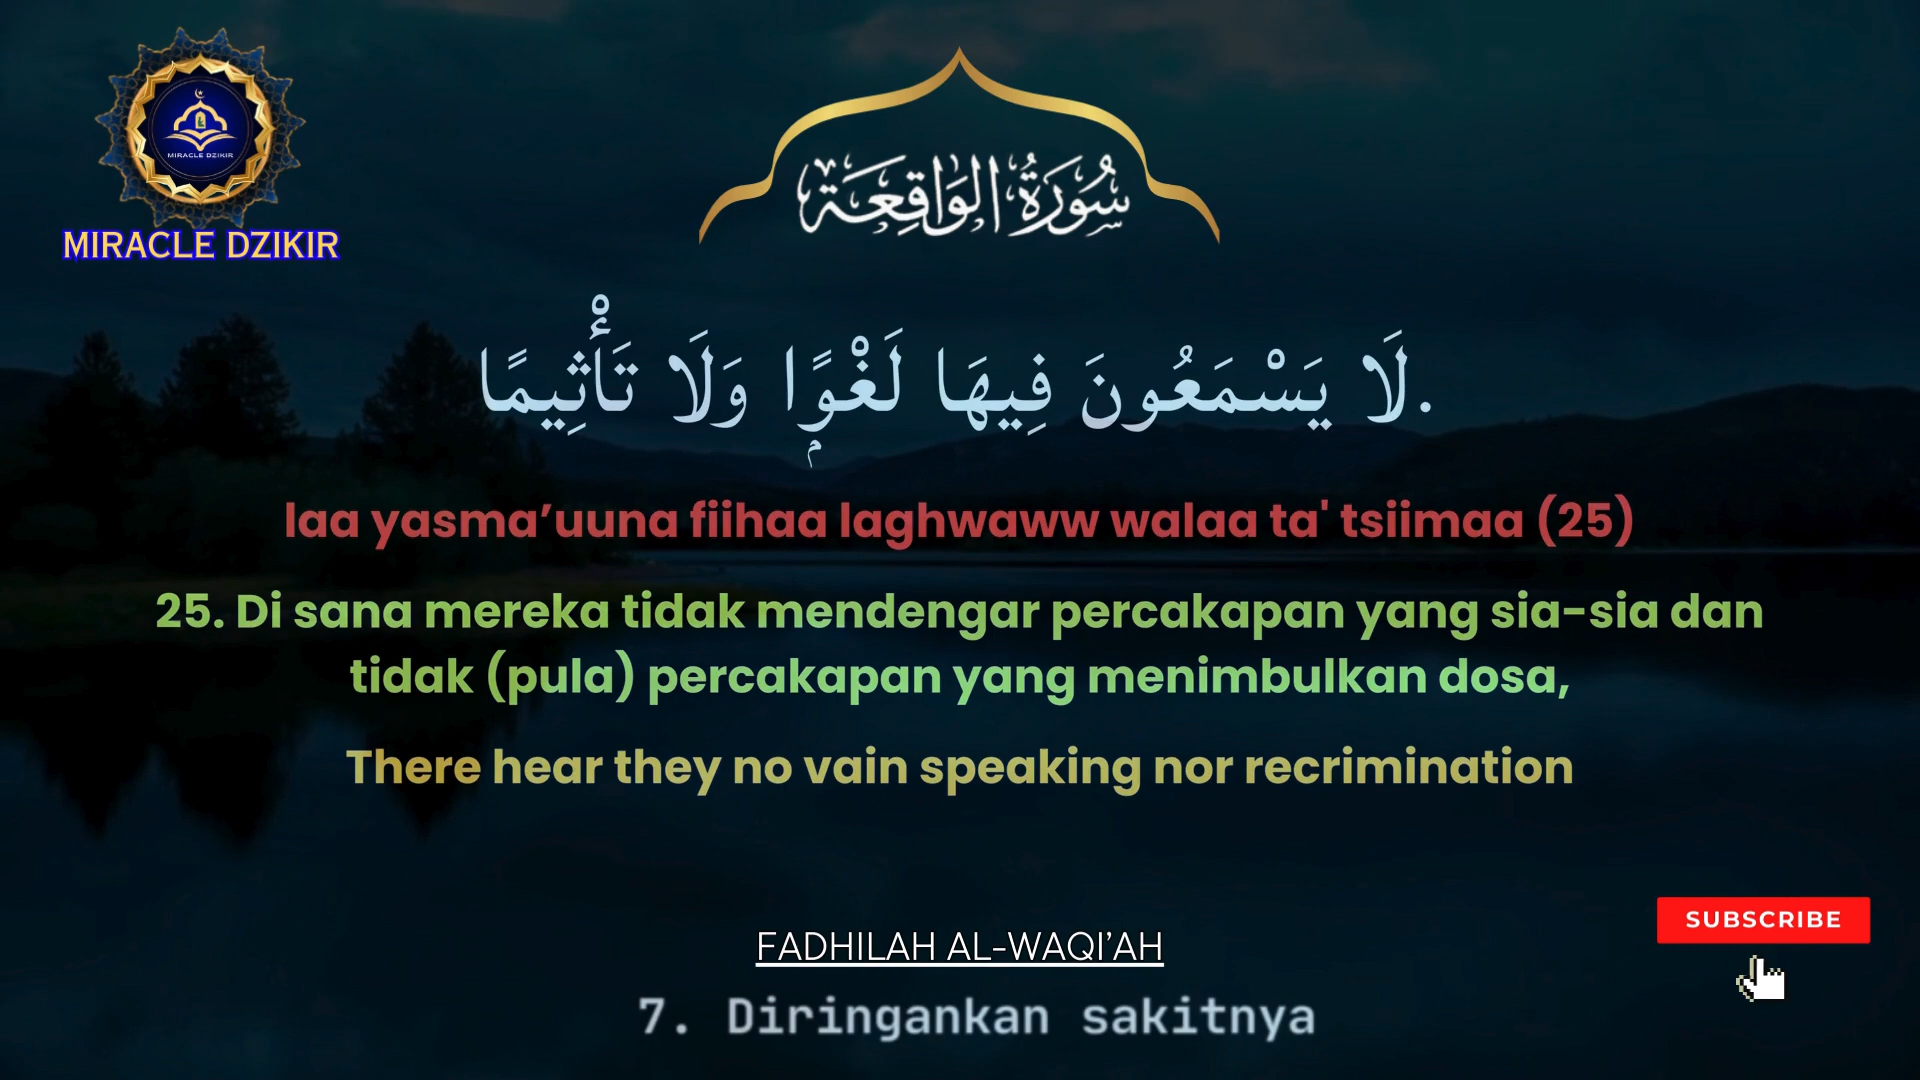 MIRACLE DZIKIR
MIRACLE DZIKIR
سُورَةُ الوَاقِعَة
.لَا يَسْمَعُونَ فِيهَا لَغْوًۭا وَلَا تَأْثِيمًا
laa yasma’uuna fiihaa laghwaww walaa ta' tsiimaa (25)
25. Di sana mereka tidak mendengar percakapan yang sia-sia dan
tidak (pula) percakapan yang menimbulkan dosa,
There hear they no vain speaking nor recrimination
SUBSCRIBE
FADHILAH AL-WAQI’AH
7. Diringankan sakitnya